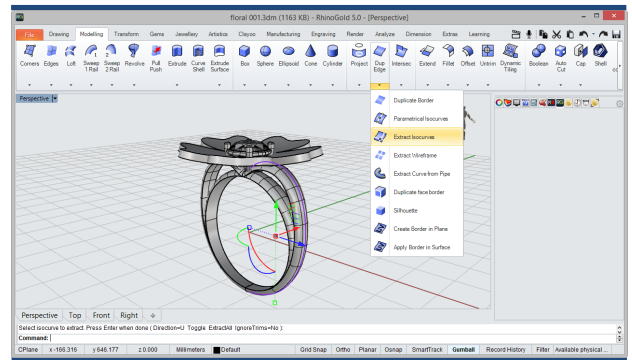 floral 001.3dm (1163 KB) - RhinoGold 5.0 - [Perspective]
File Drawing Modelling Transform Gems Jewellery Artistics Clayoo Manufacturing Engraving Render Analyze Dimension Extras Learning
Corners Edges Loft Sweep 1 Rail Sweep 2 Rail Revolve Full Push Extrude Curve Shell Extrude Surface Box Sphere Ellipsoid Cone Cylinder Project Dup Edge Intersec Extend Fillet Offset Untrim Dynamic Tiling Boolean Auto Cut Cap Shell
Perspective
Duplicate Border
Parametrical Isocurves
Extract Isocurves
Extract Wireframe
Extract Curve from Pipe
Duplicate face border
Silhouette
Create Border in Plane
Apply Border in Surface
Perspective Top Front Right
Select isocurve to extract. Press Enter when done ( Direction=U Toggle ExtractAll IgnoreTrims=No ):
Command:
CPlane x -166.316 y 646.177 z 0.000 Millimeters Default Grid Snap Ortho Planar Osnap SmartTrack Gumball Record History Filter Available physical ...